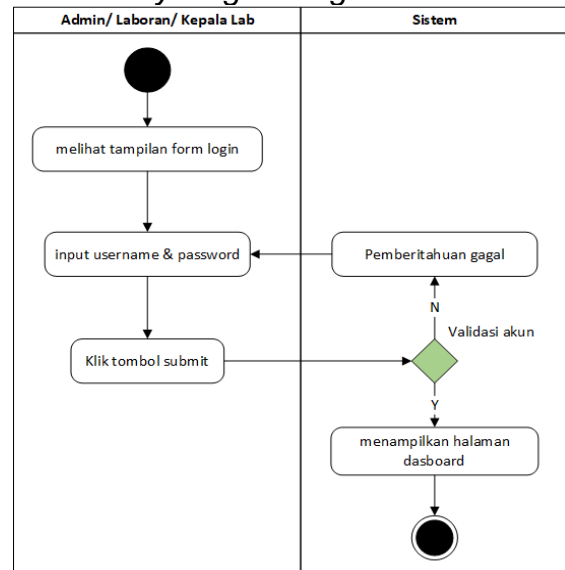 Admin/ Laboran/ Kepala Lab
Sistem
melihat tampilan form login
input username & password
Pemberitahuan gagal
N
Validasi akun
Klik tombol submit
Y
menampilkan halaman
dasboard